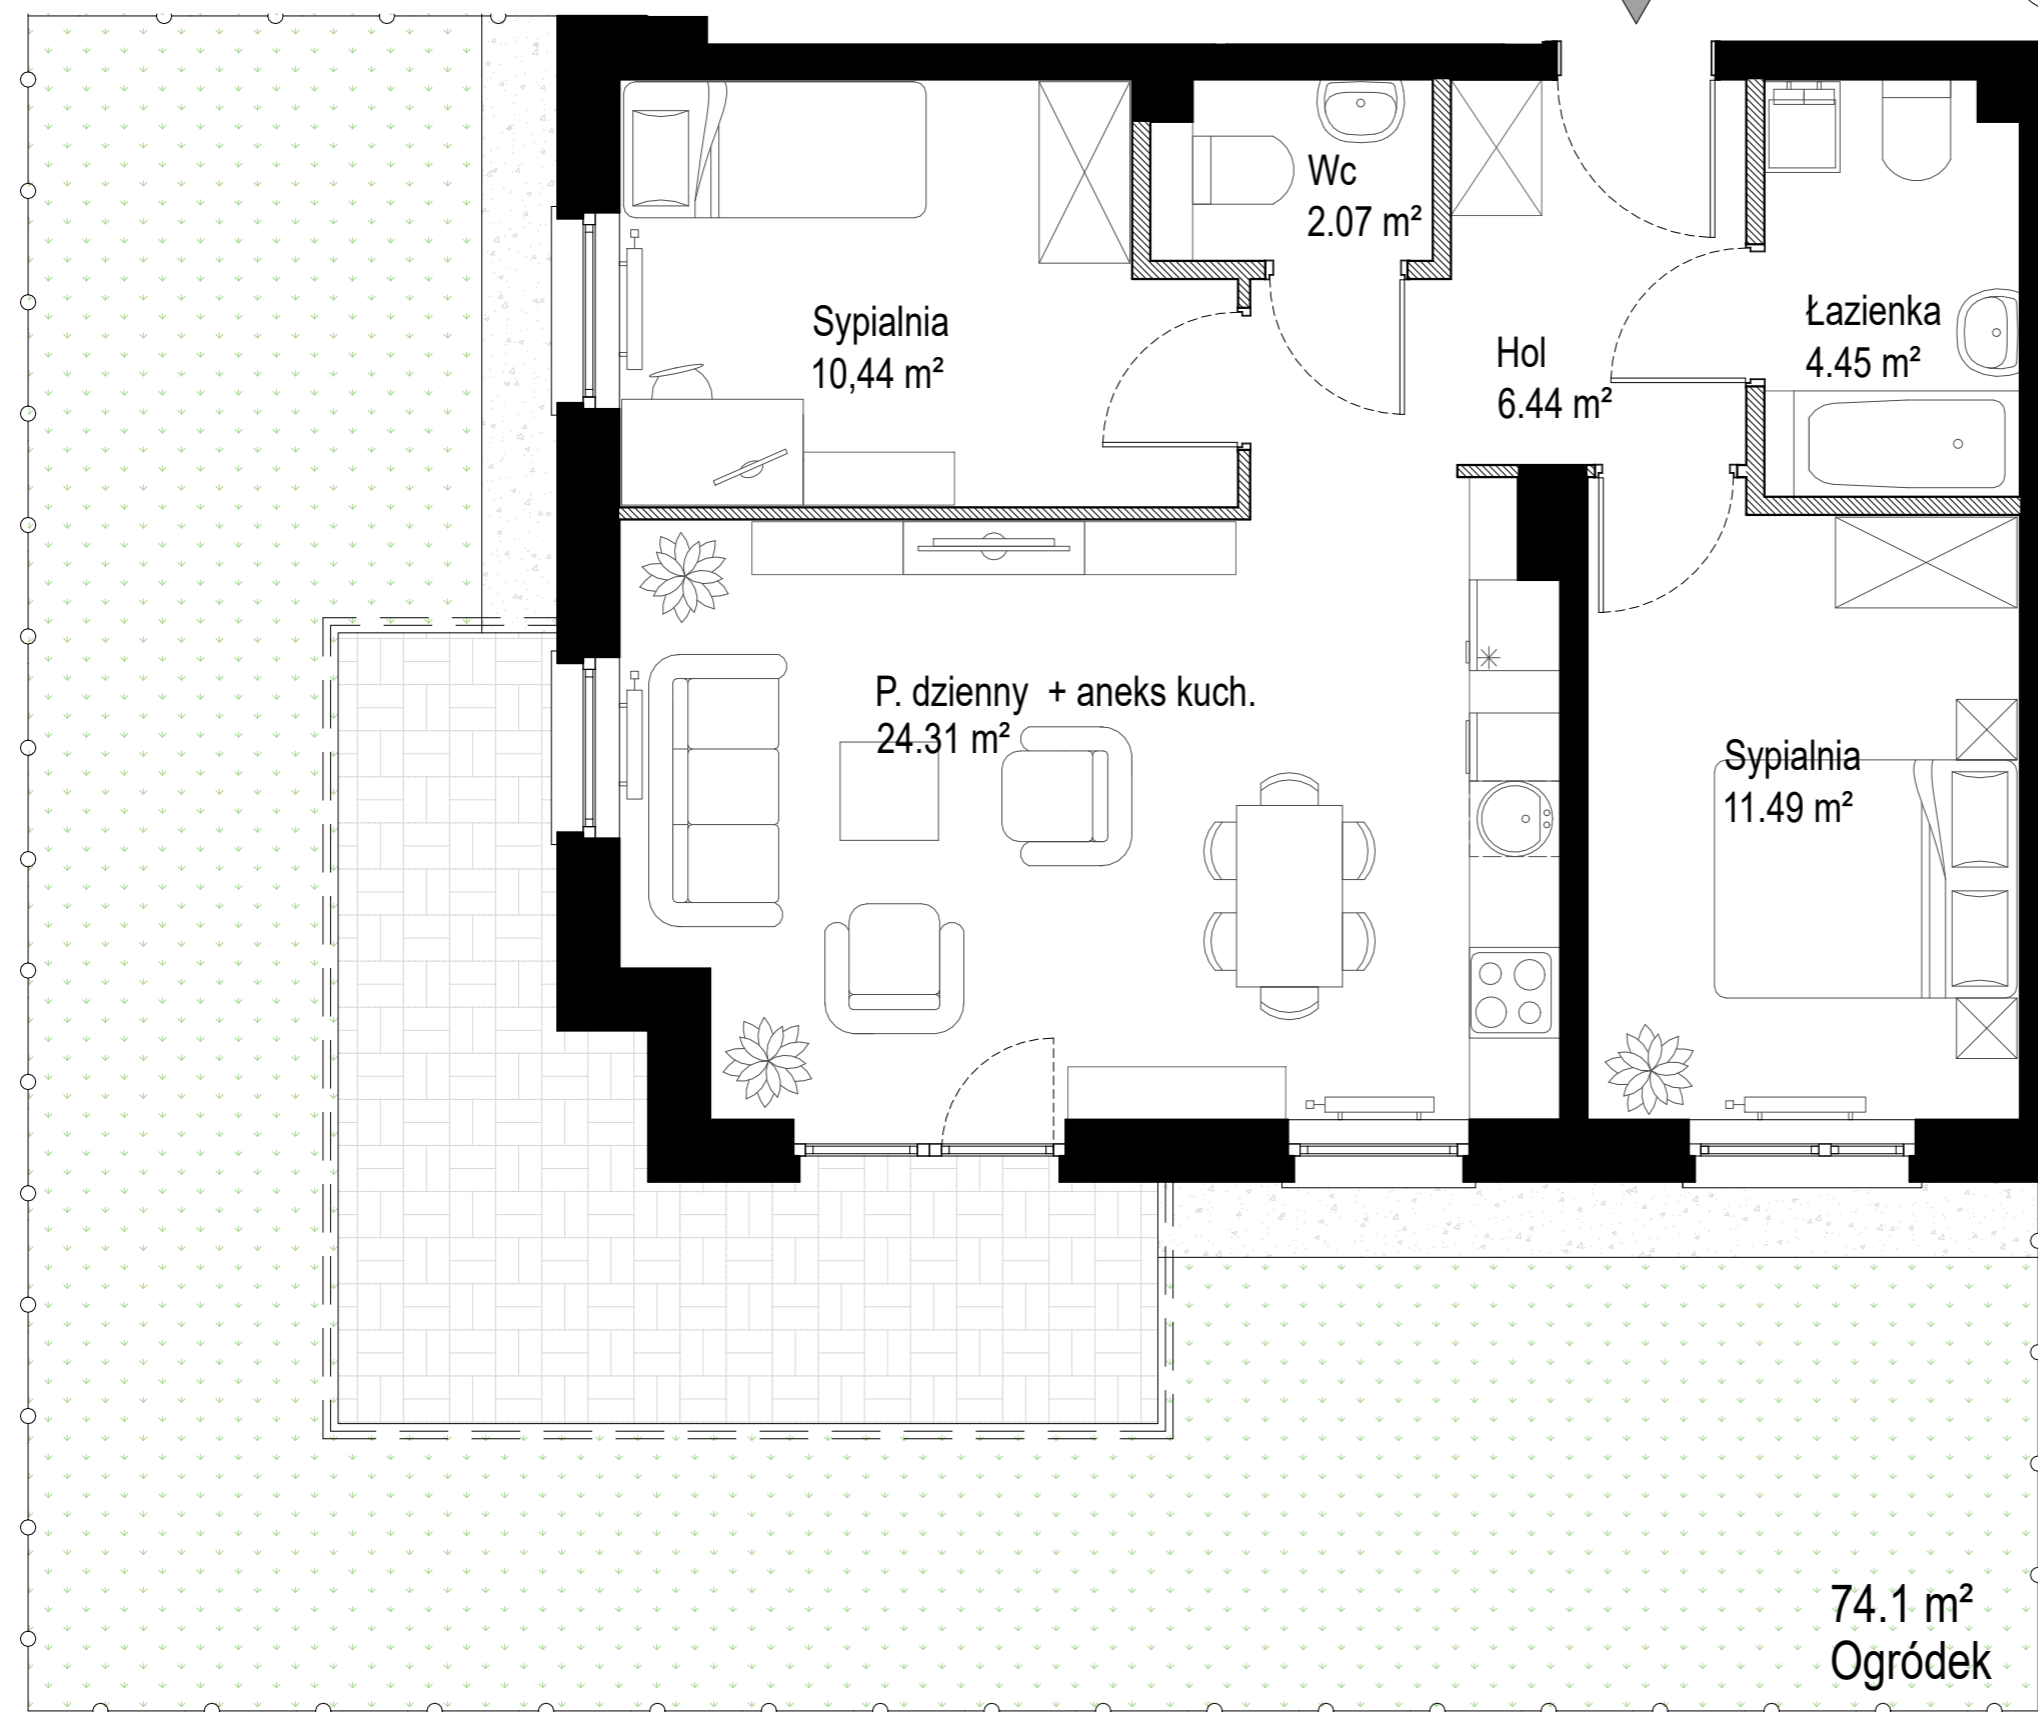 Wc
2.07 m²
Sypialnia
10,44 m²
Łazienka
4.45 m²
Hol
6.44 m²
P. dzienny + aneks kuch.
24.31 m²
Sypialnia
11.49 m²
74.1 m²
Ogródek